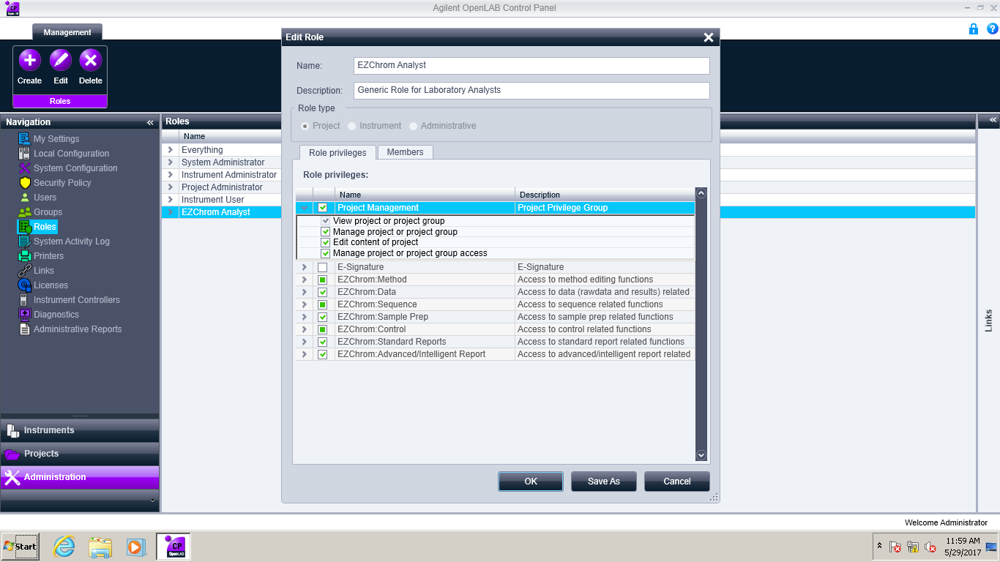 Agilent OpenLAB Control Panel
Management
Create Edit Delete
Roles
Navigation
My Settings
Local Configuration
System Configuration
Security Policy
Users
Groups
Roles
System Activity Log
Printers
Links
Licenses
Instrument Controllers
Diagnostics
Administrative Reports
Instruments
Projects
Administration
Roles
Name
Everything
System Administrator
Instrument Administrator
Project Administrator
Instrument User
EZChrom Analyst
Edit Role
Name: EZChrom Analyst
Description: Generic Role for Laboratory Analysts
Role type
Project Instrument Administrative
Role privileges Members
Role privileges:
Name Description
Project Management Project Privilege Group
View project or project group
Manage project or project group
Edit content of project
Manage project or project group access
E-Signature E-Signature
EZChrom:Method Access to method editing functions
EZChrom:Data Access to data (rawdata and results) related
EZChrom:Sequence Access to sequence related functions
EZChrom:Sample Prep Access to sample prep related functions
EZChrom:Control Access to control related functions
EZChrom:Standard Reports Access to standard report related functions
EZChrom:Advanced/Intelligent Report Access to advanced/intelligent report related
OK Save As Cancel
Links
Welcome Administrator
Start
CP
OpenLAB
11:59 AM
5/29/2017